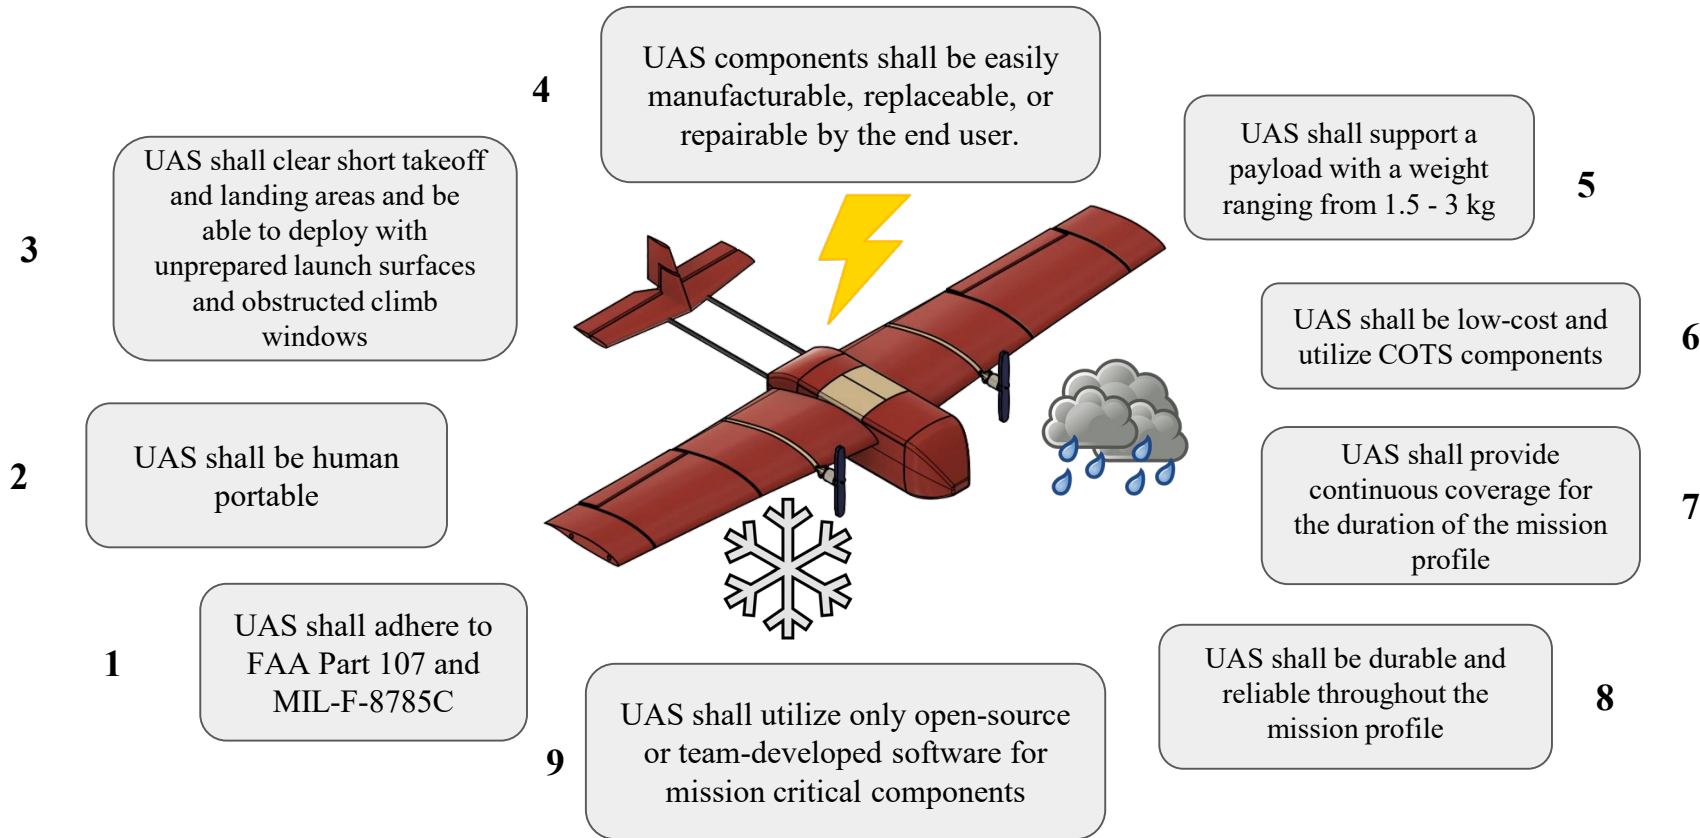 4
UAS components shall be easily
manufacturable, replaceable, or
repairable by the end user.
UAS shall support a
payload with a weight
ranging from 1.5 - 3 kg
5
3
UAS shall clear short takeoff
and landing areas and be
able to deploy with
unprepared launch surfaces
and obstructed climb
windows
UAS shall be low-cost and
utilize COTS components
6
2
UAS shall be human
portable
UAS shall provide
continuous coverage for
the duration of the mission
profile
7
1
UAS shall adhere to
FAA Part 107 and
MIL-F-8785C
UAS shall be durable and
reliable throughout the
mission profile
8
9
UAS shall utilize only open-source
or team-developed software for
mission critical components